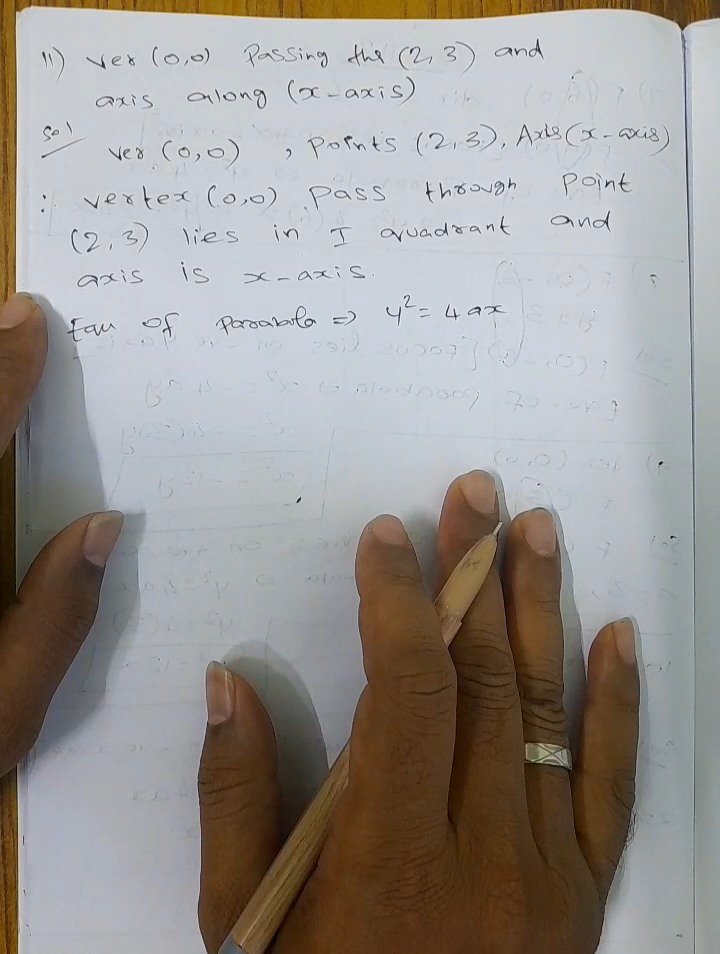 11) ver (0,0) Passing thr (2,3) and
axis along (x-axis)
Sol ver (0,0) , Points (2,3), Axis (x-axis)
: vertex (0,0) pass through Point
(2,3) lies in I quadrant and
axis is x-axis.
Equ of Parabola => y² = 4ax